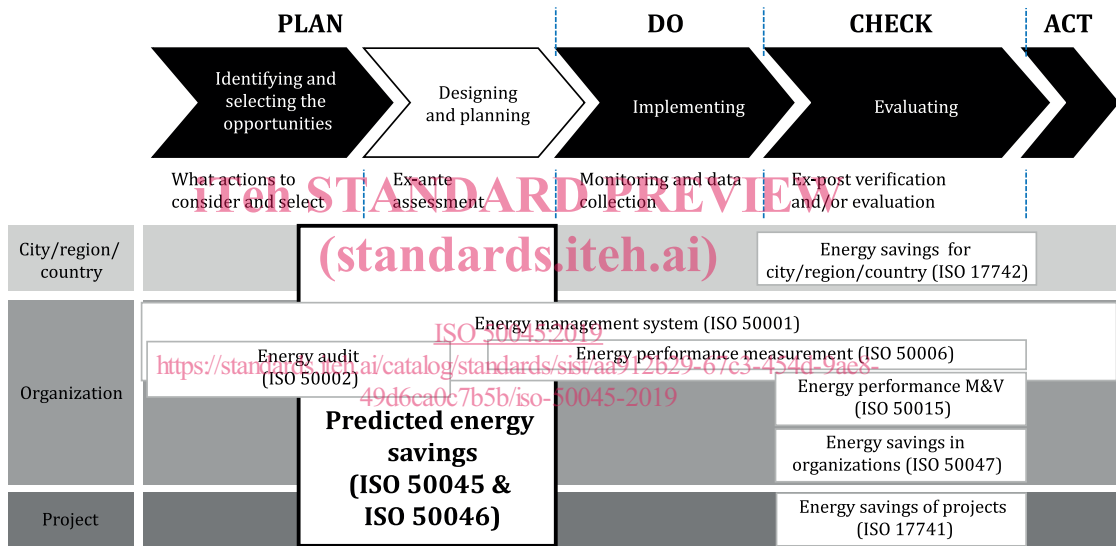 PLAN
DO
CHECK
ACT
Identifying and
selecting the
opportunities
Designing
and planning
Implementing
Evaluating
What actions to
consider and select
Ex-ante
assessment
Monitoring and data
collection
Ex-post verification
and/or evaluation
iTeh STANDARD PREVIEW
(standards.iteh.ai)
City/region/
country
Energy savings for
city/region/country (ISO 17742)
Organization
Energy management system (ISO 50001)
ISO 50045:2019
Energy audit
(ISO 50002)
Energy performance measurement (ISO 50006)
https://standards.iteh.ai/catalog/standards/sist/aa912b29-67c3-454d-9ae8-
49d6ca0c7b5b/iso-50045-2019
Energy performance M&V
(ISO 50015)
Predicted energy
savings
(ISO 50045 &
ISO 50046)
Energy savings in
organizations (ISO 50047)
Project
Energy savings of projects
(ISO 17741)